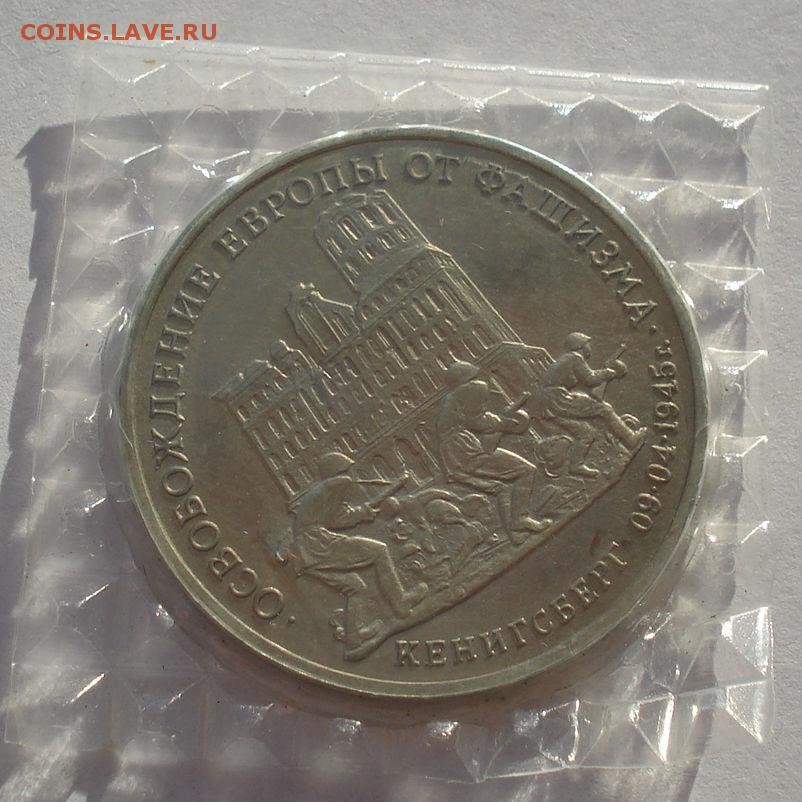 COINS.LAVE.RU
·ОСВОБОЖДЕНИЕ ЕВРОПЫ ОТ ФАШИЗМА·
КЕНИГСБЕРГ 09·04·1945г.